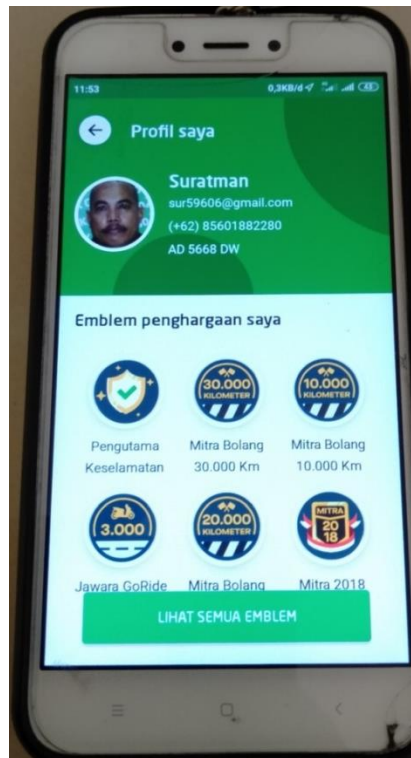 11:53
0,3KB/d
Profil saya
Suratman
sur59606@gmail.com
(+62) 85601882280
AD 5668 DW
Emblem penghargaan saya
30.000
KILOMETER
10.000
KILOMETER
Pengutama
Keselamatan
Mitra Bolang
30.000 Km
Mitra Bolang
10.000 Km
3.000
20.000
KILOMETER
MITRA
20
18
Jawara GoRide
Mitra Bolang
Mitra 2018
LIHAT SEMUA EMBLEM